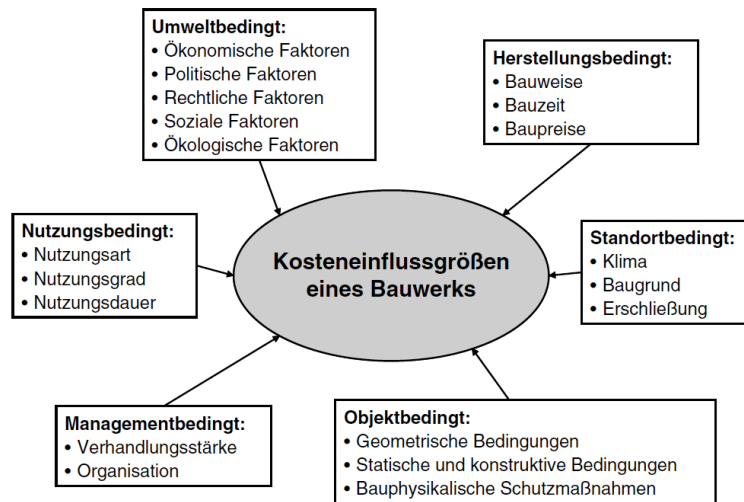 Umweltbedingt:
• Ökonomische Faktoren
• Politische Faktoren
• Rechtliche Faktoren
• Soziale Faktoren
• Ökologische Faktoren
Herstellungsbedingt:
• Bauweise
• Bauzeit
• Baupreise
Nutzungsbedingt:
• Nutzungsart
• Nutzungsgrad
• Nutzungsdauer
Kosteneinflussgrößen
eines Bauwerks
Standortbedingt:
• Klima
• Baugrund
• Erschließung
Managementbedingt:
• Verhandlungsstärke
• Organisation
Objektbedingt:
• Geometrische Bedingungen
• Statische und konstruktive Bedingungen
• Bauphysikalische Schutzmaßnahmen